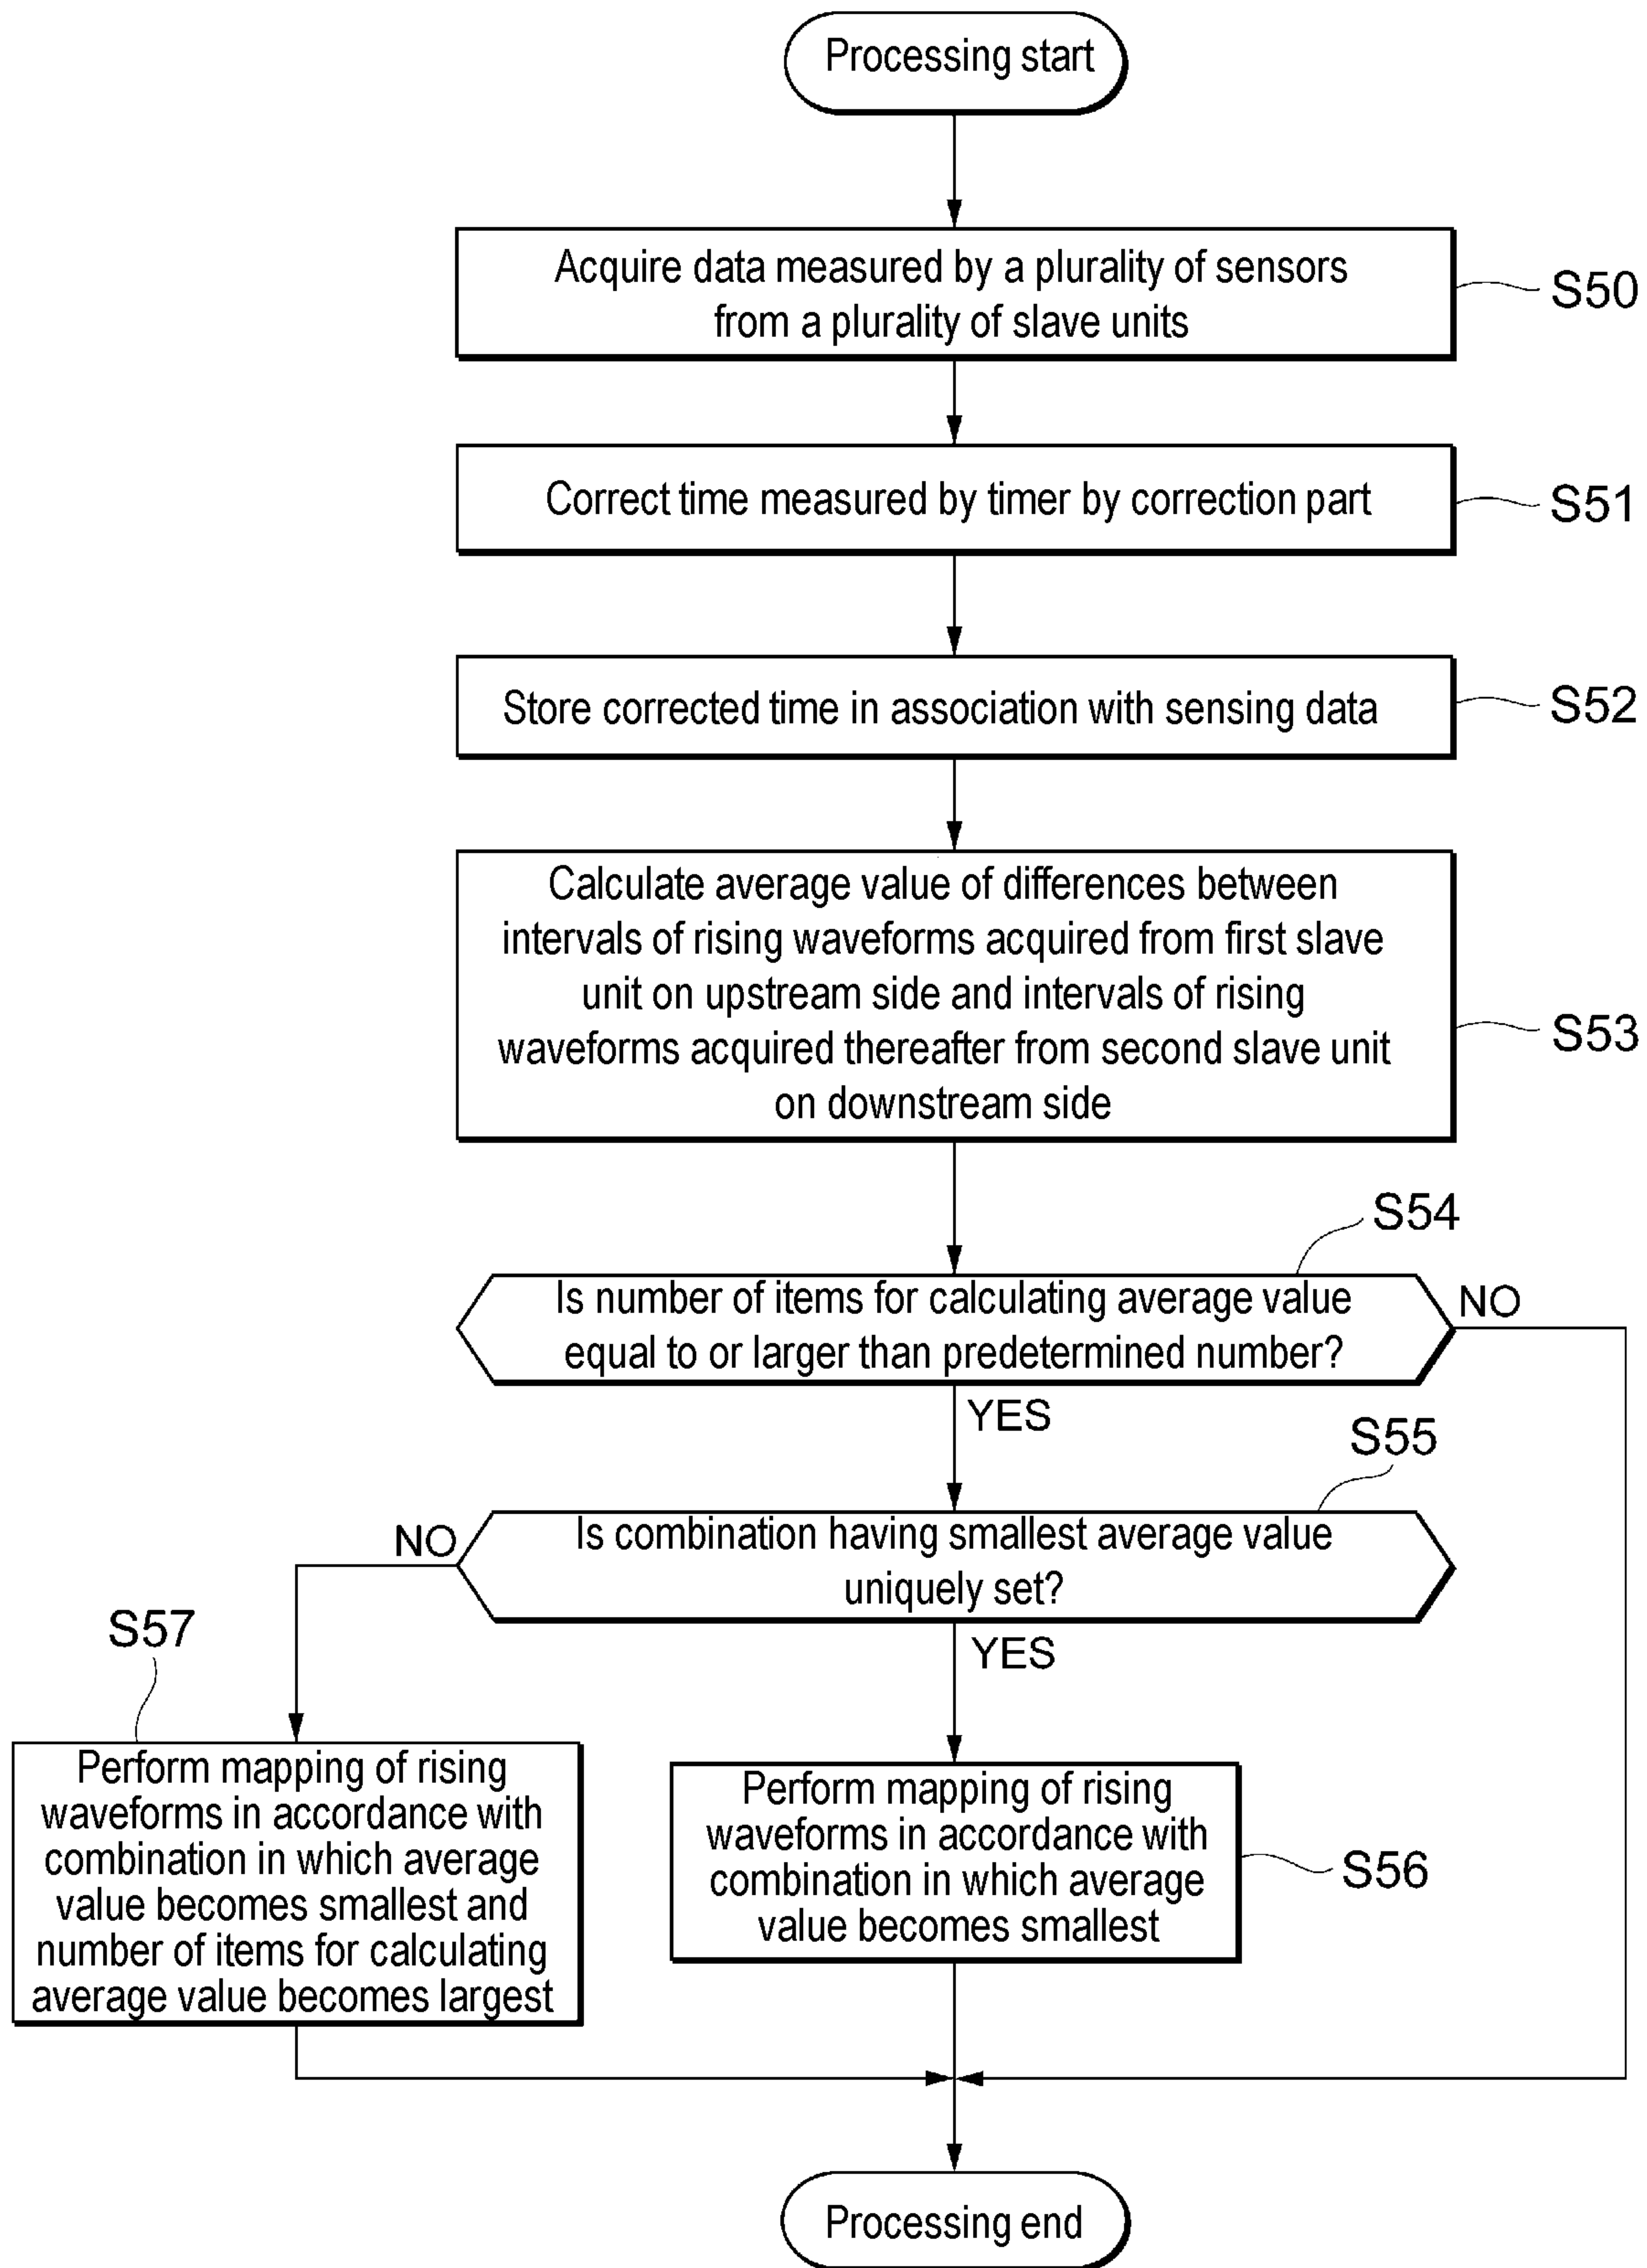 Processing start
Acquire data measured by a plurality of sensors
from a plurality of slave units
S50
Correct time measured by timer by correction part
S51
Store corrected time in association with sensing data
S52
Calculate average value of differences between
intervals of rising waveforms acquired from first slave
unit on upstream side and intervals of rising
waveforms acquired thereafter from second slave unit
on downstream side
S53
S54
Is number of items for calculating average value
equal to or larger than predetermined number?
NO
YES
S55
Is combination having smallest average value
uniquely set?
NO
YES
S57
Perform mapping of rising
waveforms in accordance with
combination in which average
value becomes smallest and
number of items for calculating
average value becomes largest
Perform mapping of rising
waveforms in accordance with
combination in which average
value becomes smallest
S56
Processing end